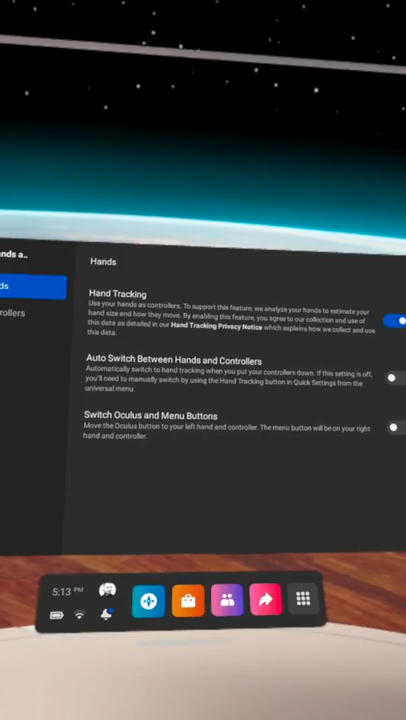 nds a..
ds
ollers
Hands
Hand Tracking
Use your hands as controllers. To support this feature, we analyze your hands to estimate your
hand size and how they move. By enabling this feature, you agree to our collection and use of
this data as detailed in our Hand Tracking Privacy Notice which explains how we collect and use
this data.
Auto Switch Between Hands and Controllers
Automatically switch to hand tracking when you put your controllers down. If this setting is off,
you'll need to manually switch by using the Hand Tracking button in Quick Settings from the
universal menu.
Switch Oculus and Menu Buttons
Move the Oculus button to your left hand and controller. The menu button will be on your right
hand and controller.
5:13 PM